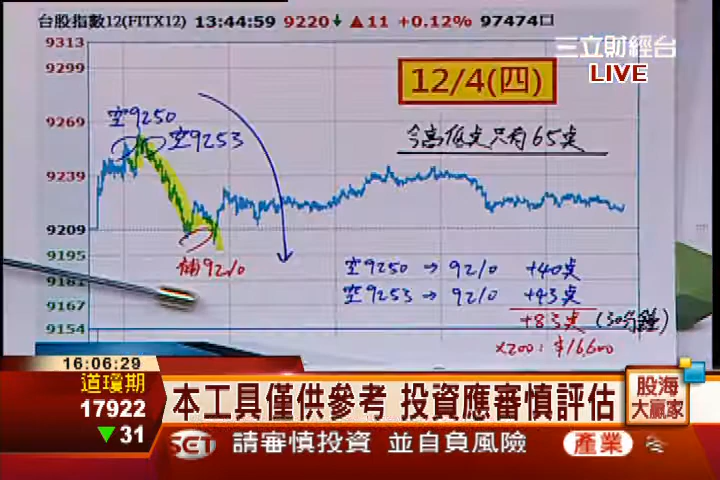 台股指數12(FITX12) 13:44:59 9220↓ ▲11 +0.12% 97474口
9313
9299
9269
9239
9209
9195
9181
9167
9154
三立財經台
LIVE
12/4(四)
今高低点只有65点
空9250
空9253
補9210
空9250 → 9210 +40点
空9253 → 9210 +43点
+83点 (30分鐘)
x200: $16,600
16:06:29
道瓊期
17922
▼31
本工具僅供參考 投資應審慎評估
股海
大贏家
SET
請審慎投資 並自負風險
產業